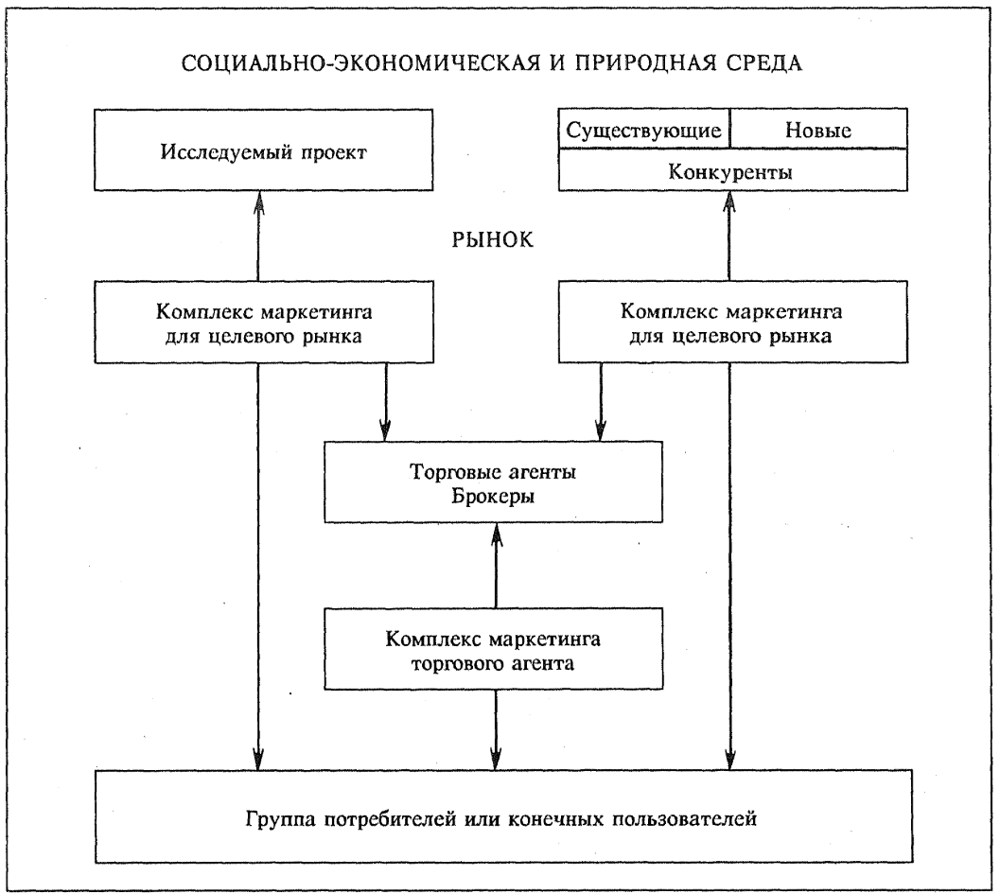 СОЦИАЛЬНО-ЭКОНОМИЧЕСКАЯ И ПРИРОДНАЯ СРЕДА
Исследуемый проект
Существующие
Новые
Конкуренты
РЫНОК
Комплекс маркетинга
для целевого рынка
Комплекс маркетинга
для целевого рынка
Торговые агенты
Брокеры
Комплекс маркетинга
торгового агента
Группа потребителей или конечных пользователей